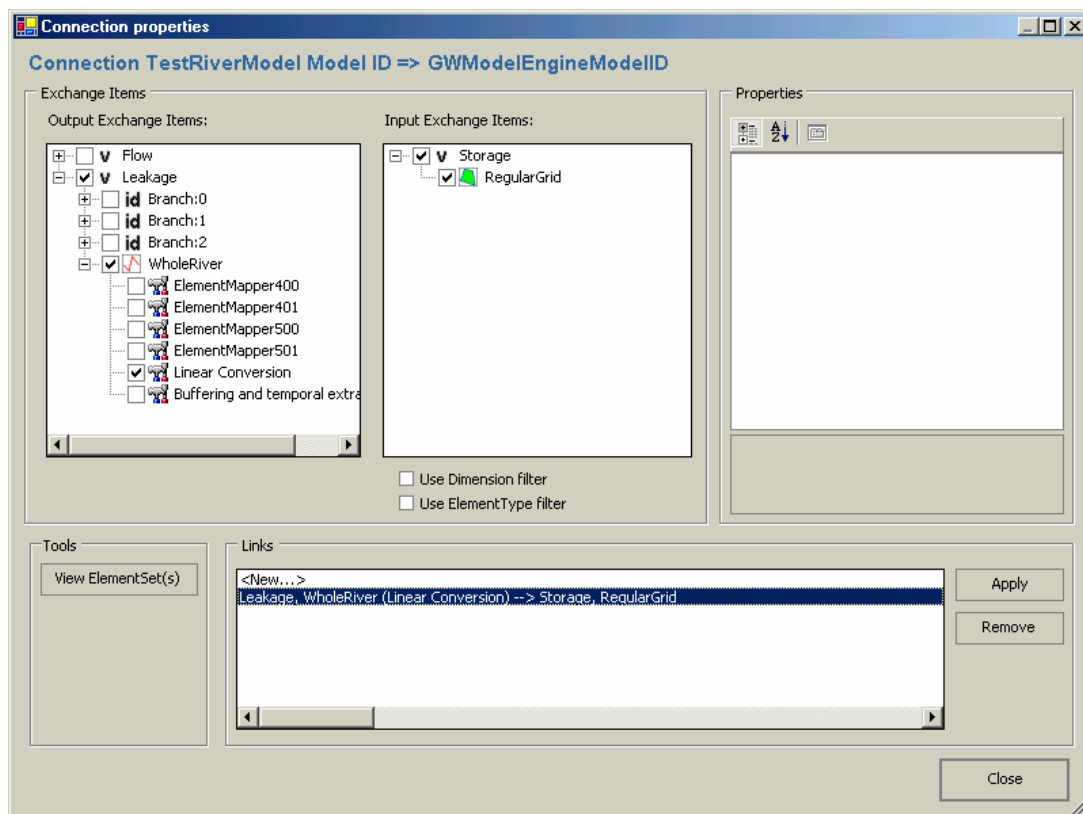 Connection properties
Connection TestRiverModel Model ID => GWModelEngineModelID
Exchange Items
Output Exchange Items:
Flow
Leakage
id Branch:0
id Branch:1
id Branch:2
WholeRiver
ElementMapper400
ElementMapper401
ElementMapper500
ElementMapper501
Linear Conversion
Buffering and temporal extra
Input Exchange Items:
Storage
RegularGrid
Use Dimension filter
Use ElementType filter
Properties
Tools
View ElementSet(s)
Links
<New...>
Leakage, WholeRiver (Linear Conversion) --> Storage, RegularGrid
Apply
Remove
Close